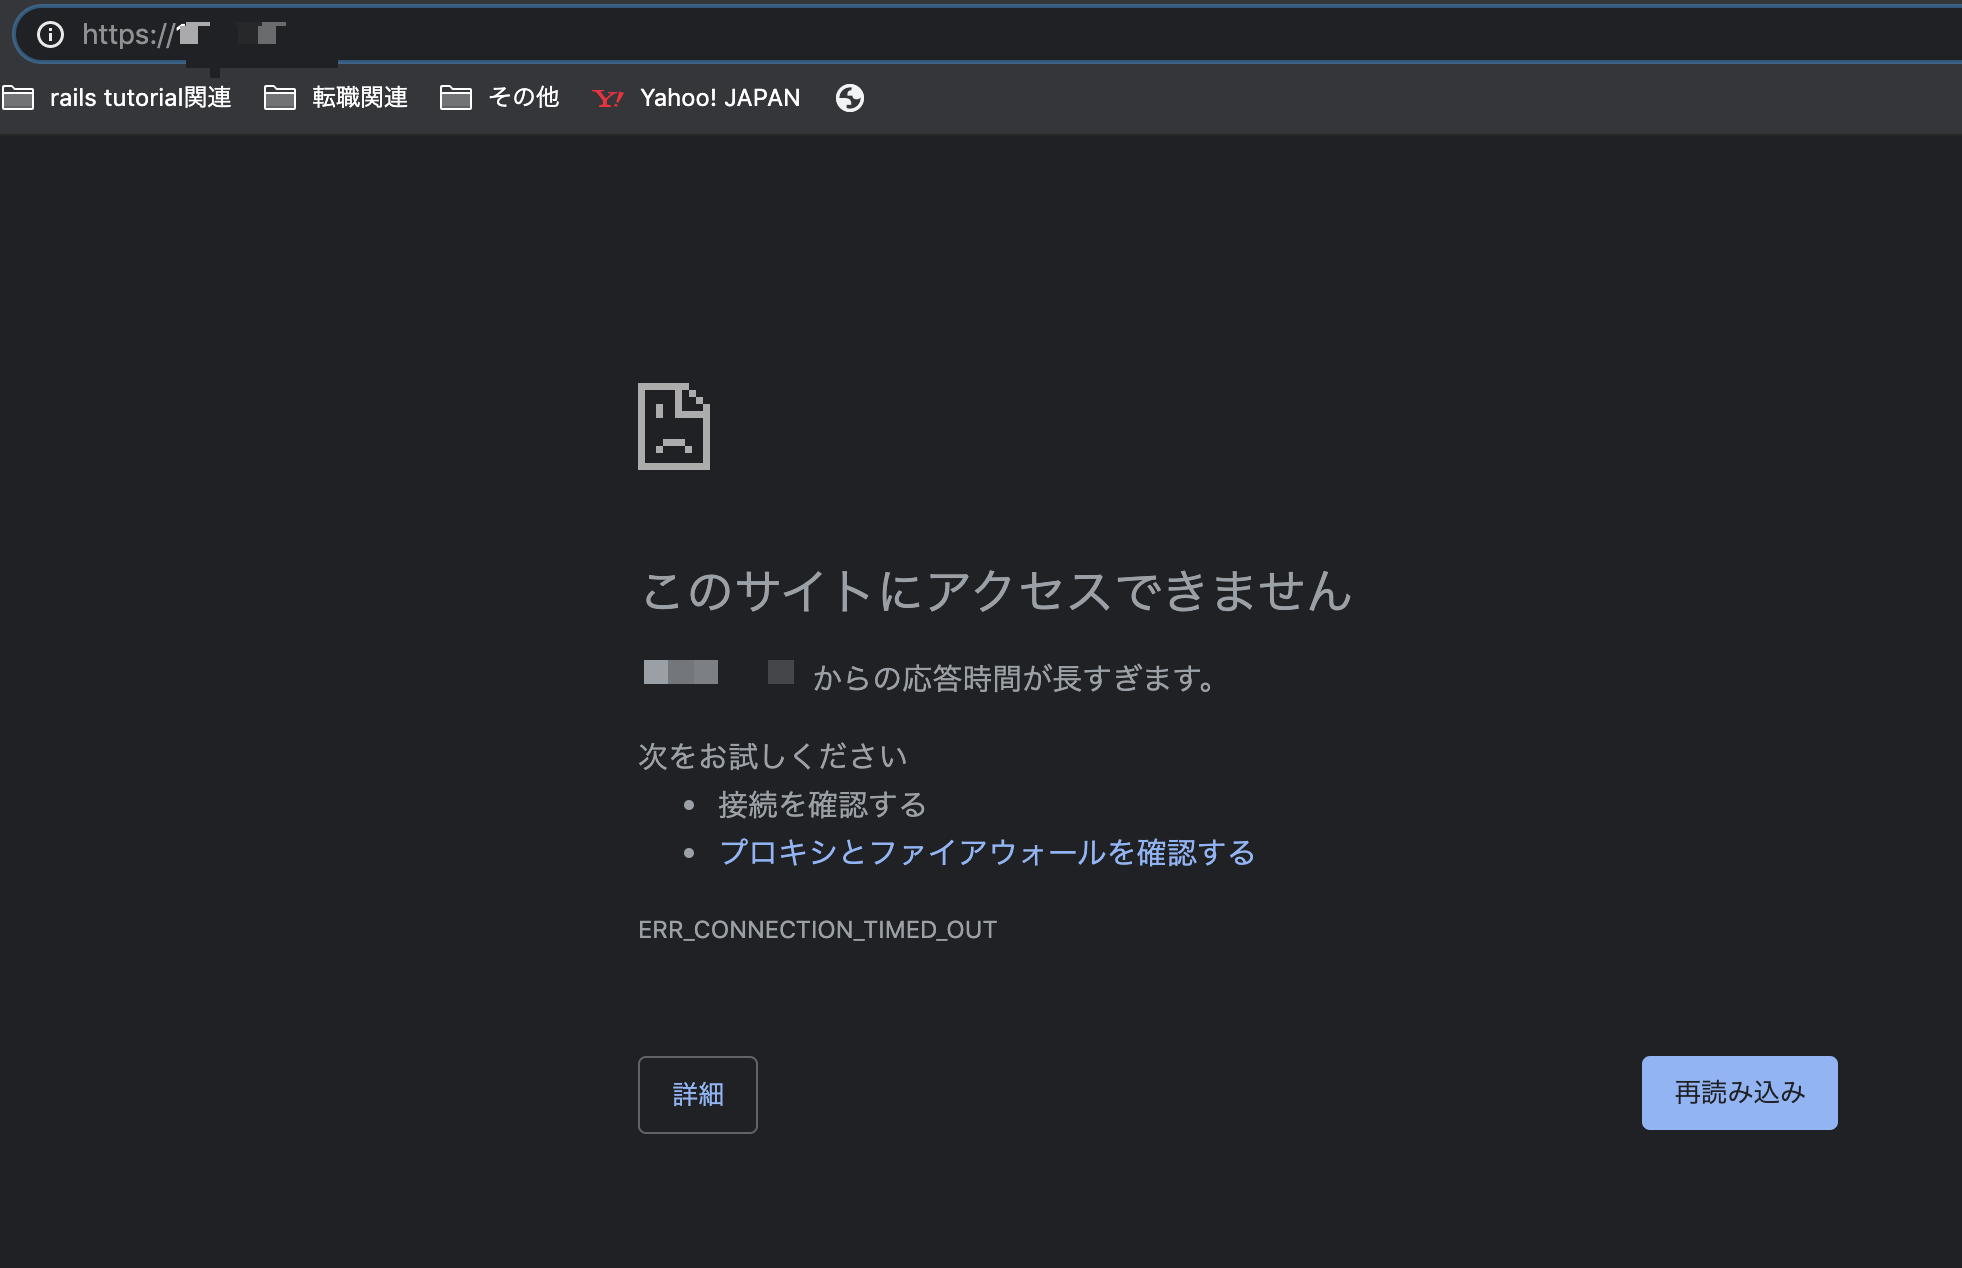 https://
rails tutorial関連 転職関連 その他 Y! Yahoo! JAPAN
このサイトにアクセスできません
からの応答時間が長すぎます。
次をお試しください
• 接続を確認する
• プロキシとファイアウォールを確認する
ERR_CONNECTION_TIMED_OUT
詳細 再読み込み